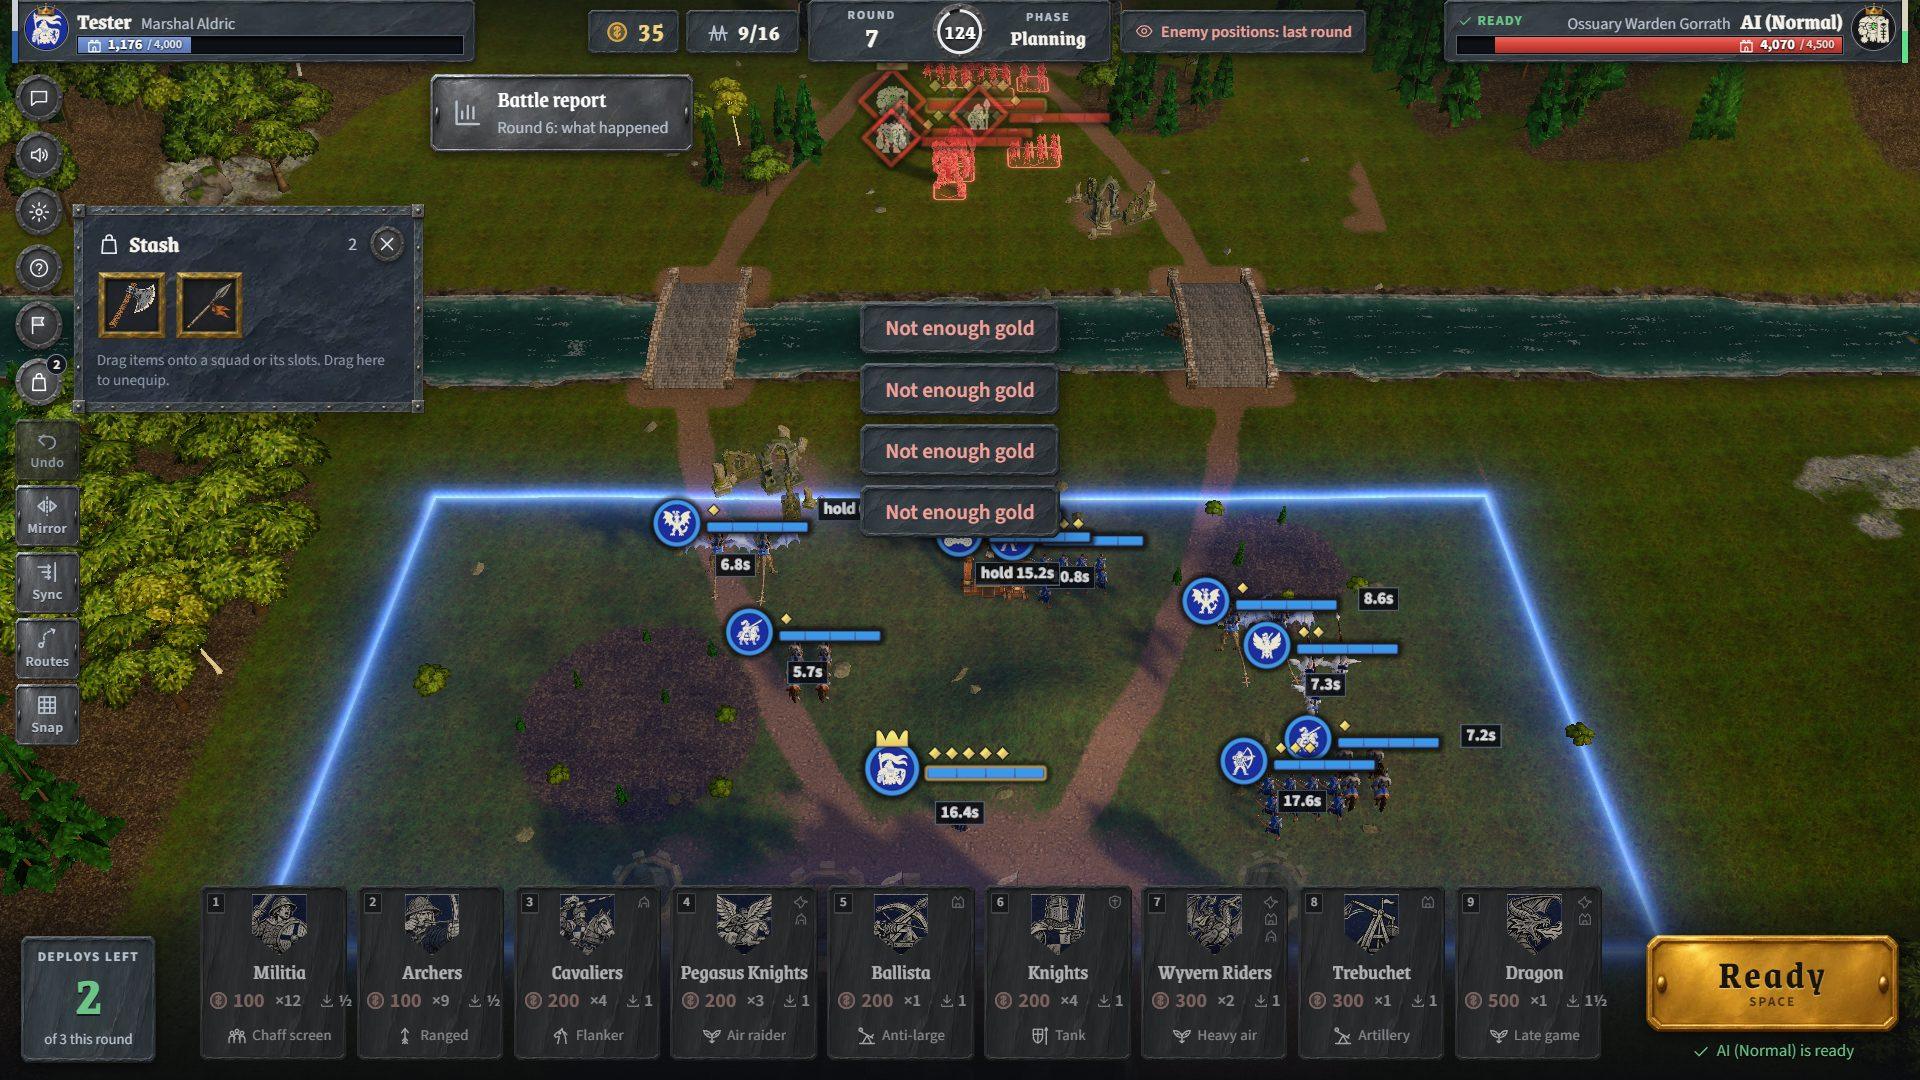 Tester Marshal Aldric
1,176 / 4,000
35
9/16
ROUND
7
124
PHASE
Planning
Enemy positions: last round
READY
Ossuary Warden Gorrath AI (Normal)
4,070 / 4,500
Battle report
Round 6: what happened
Stash 2
Drag items onto a squad or its slots. Drag here
to unequip.
2
Undo
Mirror
Sync
Routes
Snap
Not enough gold
Not enough gold
Not enough gold
Not enough gold
hold
6.8s
hold 15.2s
0.8s
8.6s
5.7s
7.3s
7.2s
16.4s
17.6s
DEPLOYS LEFT
2
of 3 this round
1
Militia
100 ×12 ½
Chaff screen
2
Archers
100 ×9 ½
Ranged
3
Cavaliers
200 ×4 1
Flanker
4
Pegasus Knights
200 ×3 1
Air raider
5
Ballista
200 ×1 1
Anti-large
6
Knights
200 ×4 1
Tank
7
Wyvern Riders
300 ×2 1
Heavy air
8
Trebuchet
300 ×1 1
Artillery
9
Dragon
500 ×1 1½
Late game
Ready
SPACE
AI (Normal) is ready